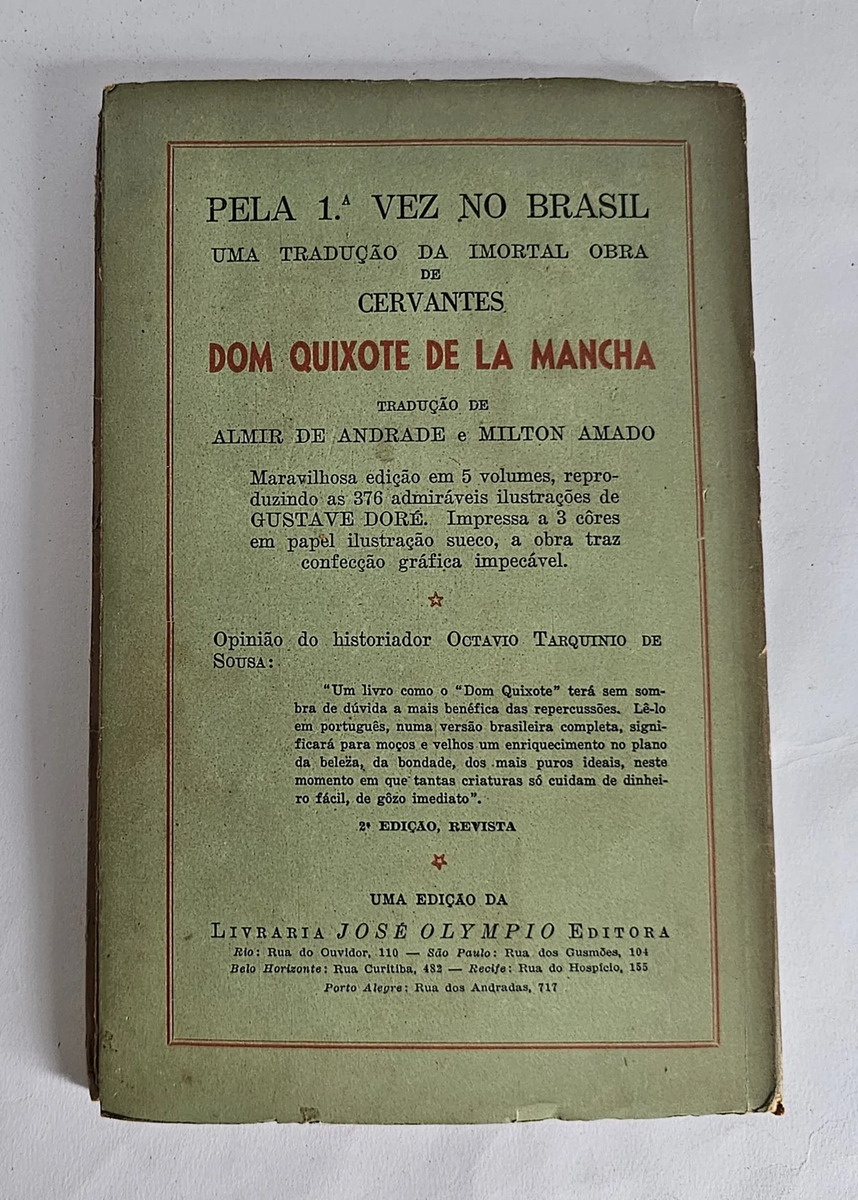 PELA 1.ᴬ VEZ NO BRASIL
UMA TRADUÇÃO DA IMORTAL OBRA
DE
CERVANTES
DOM QUIXOTE DE LA MANCHA
TRADUÇÃO DE
ALMIR DE ANDRADE e MILTON AMADO
Maravilhosa edição em 5 volumes, repro-
duzindo as 376 admiráveis ilustrações de
GUSTAVE DORÉ. Impressa a 3 côres
em papel ilustração sueco, a obra traz
confecção gráfica impecável.
Opinião do historiador OCTAVIO TARQUINIO DE
SOUSA:
"Um livro como o "Dom Quixote" terá sem som-
bra de dúvida a mais benéfica das repercussões. Lê-lo
em português, numa versão brasileira completa, signi-
ficará para moços e velhos um enriquecimento no plano
da beleza, da bondade, dos mais puros ideais, neste
momento em que tantas criaturas só cuidam de dinhei-
ro fácil, de gôzo imediato".
2ª EDIÇÃO, REVISTA
UMA EDIÇÃO DA
LIVRARIA JOSÉ OLYMPIO EDITORA
Rio: Rua do Ouvidor, 110 — São Paulo: Rua dos Gusmões, 104
Belo Horizonte: Rua Curitiba, 482 — Recife: Rua do Hospício, 155
Porto Alegre: Rua dos Andradas, 717